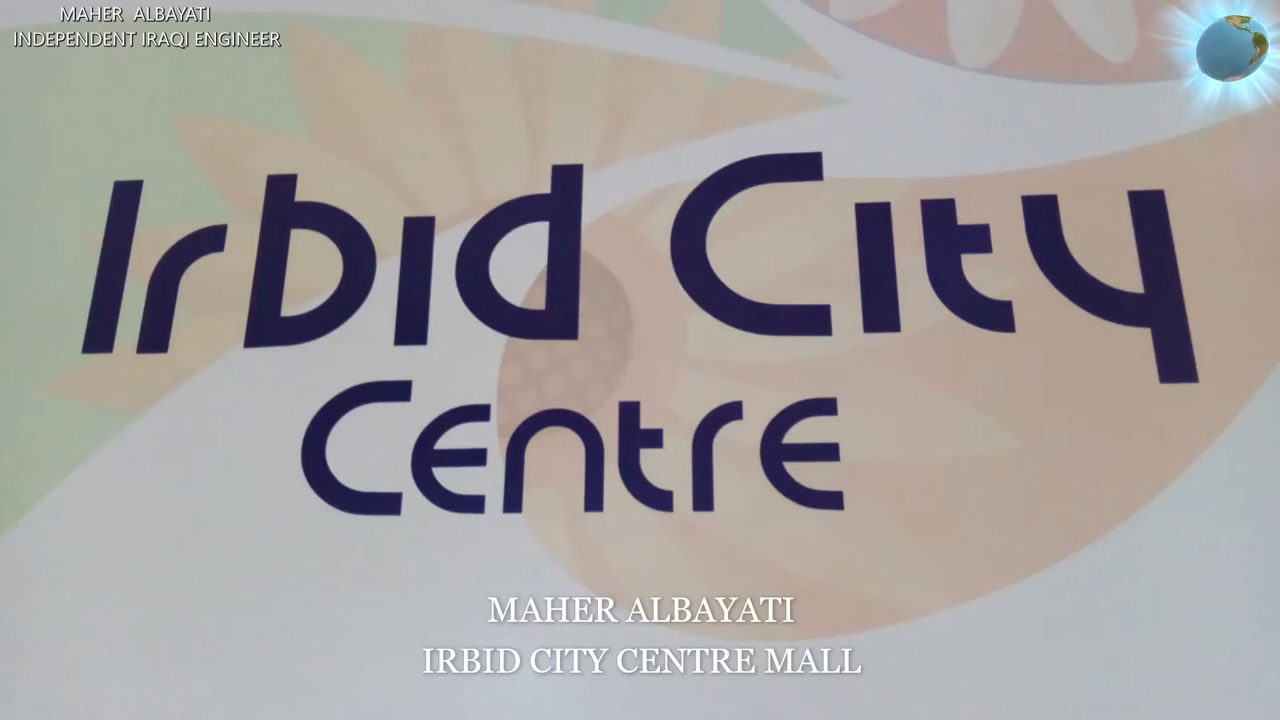 MAHER ALBAYATI
INDEPENDENT IRAQI ENGINEER
Irbid City
Centre
MAHER ALBAYATI
IRBID CITY CENTRE MALL